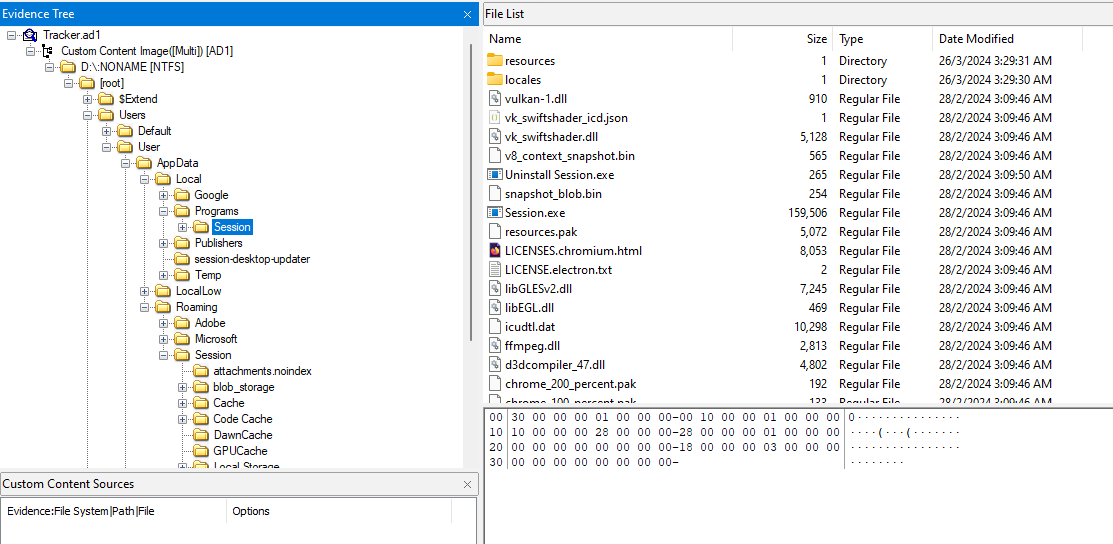 Evidence Tree
Tracker.ad1
Custom Content Image([Multi]) [AD1]
D:\:NONAME [NTFS]
[root]
$Extend
Users
Default
User
AppData
Local
Google
Programs
Session
Publishers
session-desktop-updater
Temp
LocalLow
Roaming
Adobe
Microsoft
Session
attachments.noindex
blob_storage
Cache
Code Cache
DawnCache
GPUCache
Local Storage
Custom Content Sources
Evidence:File System|Path|File Options
File List
Name Size Type Date Modified
resources 1 Directory 26/3/2024 3:29:31 AM
locales 1 Directory 26/3/2024 3:29:30 AM
vulkan-1.dll 910 Regular File 28/2/2024 3:09:46 AM
vk_swiftshader_icd.json 1 Regular File 28/2/2024 3:09:46 AM
vk_swiftshader.dll 5,128 Regular File 28/2/2024 3:09:46 AM
v8_context_snapshot.bin 565 Regular File 28/2/2024 3:09:46 AM
Uninstall Session.exe 265 Regular File 28/2/2024 3:09:50 AM
snapshot_blob.bin 254 Regular File 28/2/2024 3:09:46 AM
Session.exe 159,506 Regular File 28/2/2024 3:09:46 AM
resources.pak 5,072 Regular File 28/2/2024 3:09:46 AM
LICENSES.chromium.html 8,053 Regular File 28/2/2024 3:09:46 AM
LICENSE.electron.txt 2 Regular File 28/2/2024 3:09:46 AM
libGLESv2.dll 7,245 Regular File 28/2/2024 3:09:46 AM
libEGL.dll 469 Regular File 28/2/2024 3:09:46 AM
icudtl.dat 10,298 Regular File 28/2/2024 3:09:46 AM
ffmpeg.dll 2,813 Regular File 28/2/2024 3:09:46 AM
d3dcompiler_47.dll 4,802 Regular File 28/2/2024 3:09:46 AM
chrome_200_percent.pak 192 Regular File 28/2/2024 3:09:46 AM
chrome_100_percent.pak 133 Regular File 28/2/2024 3:09:46 AM
00 30 00 00 00 01 00 00 00-00 10 00 00 01 00 00 00 0···············
10 10 00 00 00 28 00 00 00-28 00 00 00 01 00 00 00 ····(···(·······
20 00 00 00 00 00 00 00 00-18 00 00 00 03 00 00 00 ················
30 00 00 00 00 00 00 00 00- ········